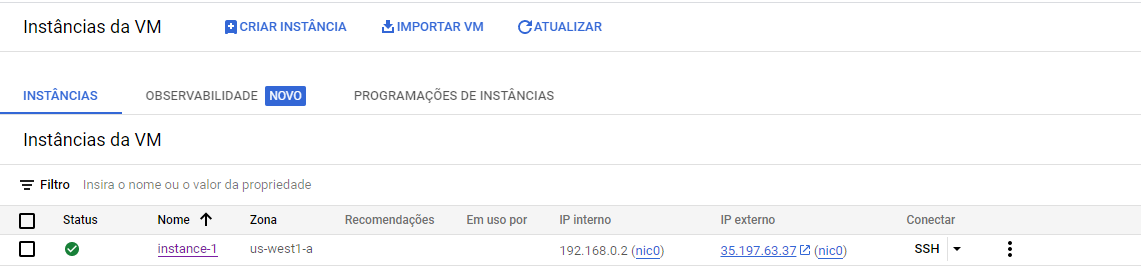 Instâncias da VM CRIAR INSTÂNCIA IMPORTAR VM ATUALIZAR
INSTÂNCIAS OBSERVABILIDADE NOVO PROGRAMAÇÕES DE INSTÂNCIAS
Instâncias da VM
Filtro Insira o nome ou o valor da propriedade
Status Nome Zona Recomendações Em uso por IP interno IP externo Conectar
instance-1 us-west1-a 192.168.0.2 (nic0) 35.197.63.37 (nic0) SSH